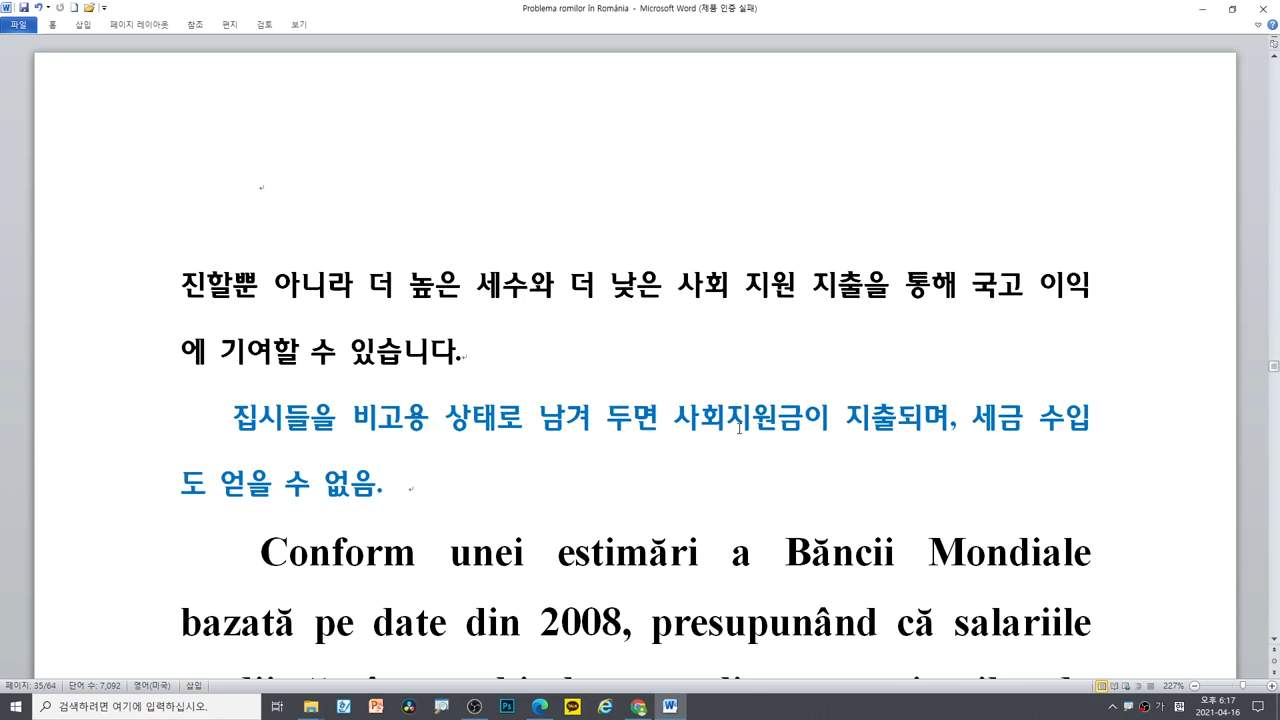 Problema romilor în România - Microsoft Word (제품 인증 실패)
파일 홈 삽입 페이지 레이아웃 참조 편지 검토 보기
진할뿐 아니라 더 높은 세수와 더 낮은 사회 지원 지출을 통해 국고 이익
에 기여할 수 있습니다.
집시들을 비고용 상태로 남겨 두면 사회지원금이 지출되며, 세금 수입
도 얻을 수 없음.
Conform unei estimări a Băncii Mondiale
bazată pe date din 2008, presupunând că salariile
페이지: 35/64 단어 수: 7,092 영어(미국) 삽입 227%
검색하려면 여기에 입력하십시오. 가 오후 6:17
2021-04-16